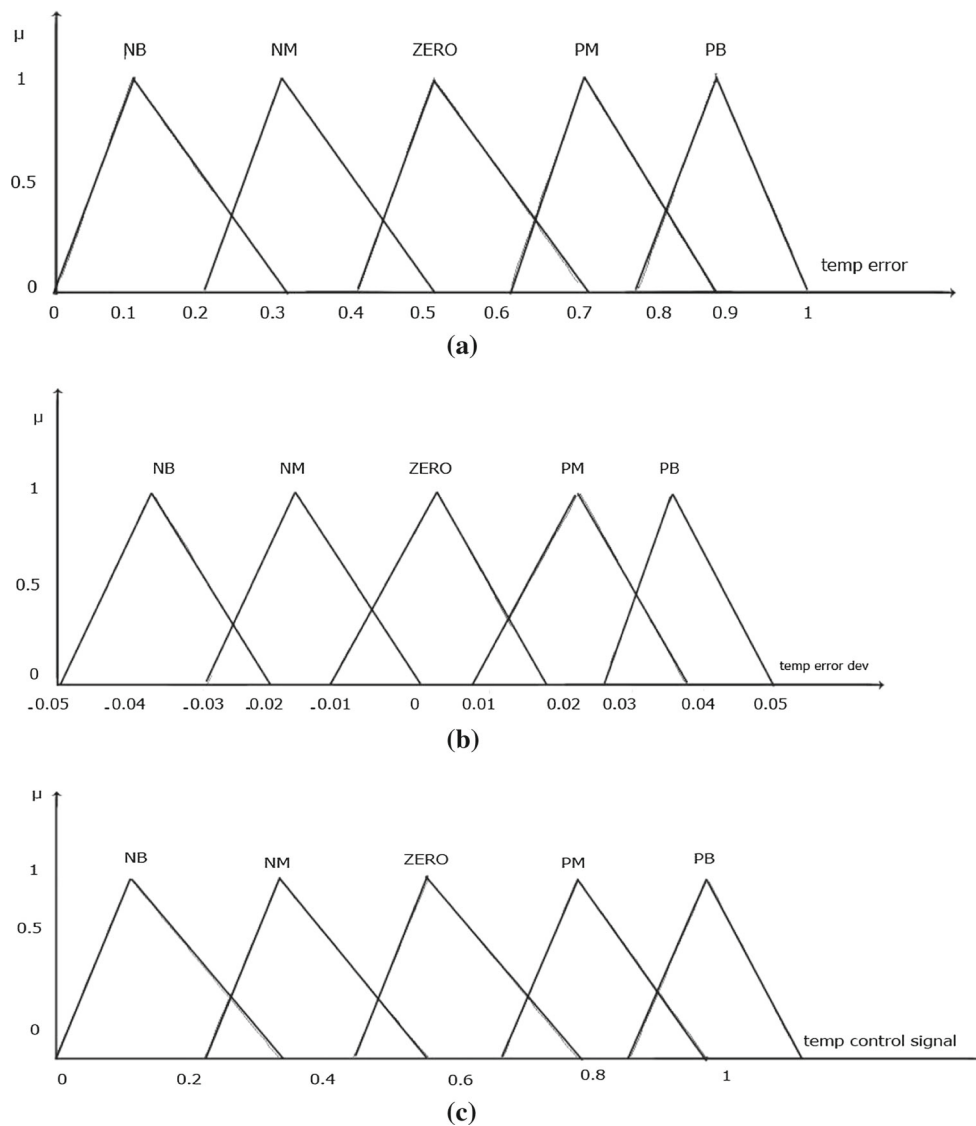 μ
NB NM ZERO PM PB
1
0.5
temp error
0
0 0.1 0.2 0.3 0.4 0.5 0.6 0.7 0.8 0.9 1
(a)
μ
NB NM ZERO PM PB
1
0.5
temp error dev
0
-0.05 -0.04 -0.03 -0.02 -0.01 0 0.01 0.02 0.03 0.04 0.05
(b)
μ
NB NM ZERO PM PB
1
0.5
0
temp control signal
0 0.2 0.4 0.6 0.8 1
(c)